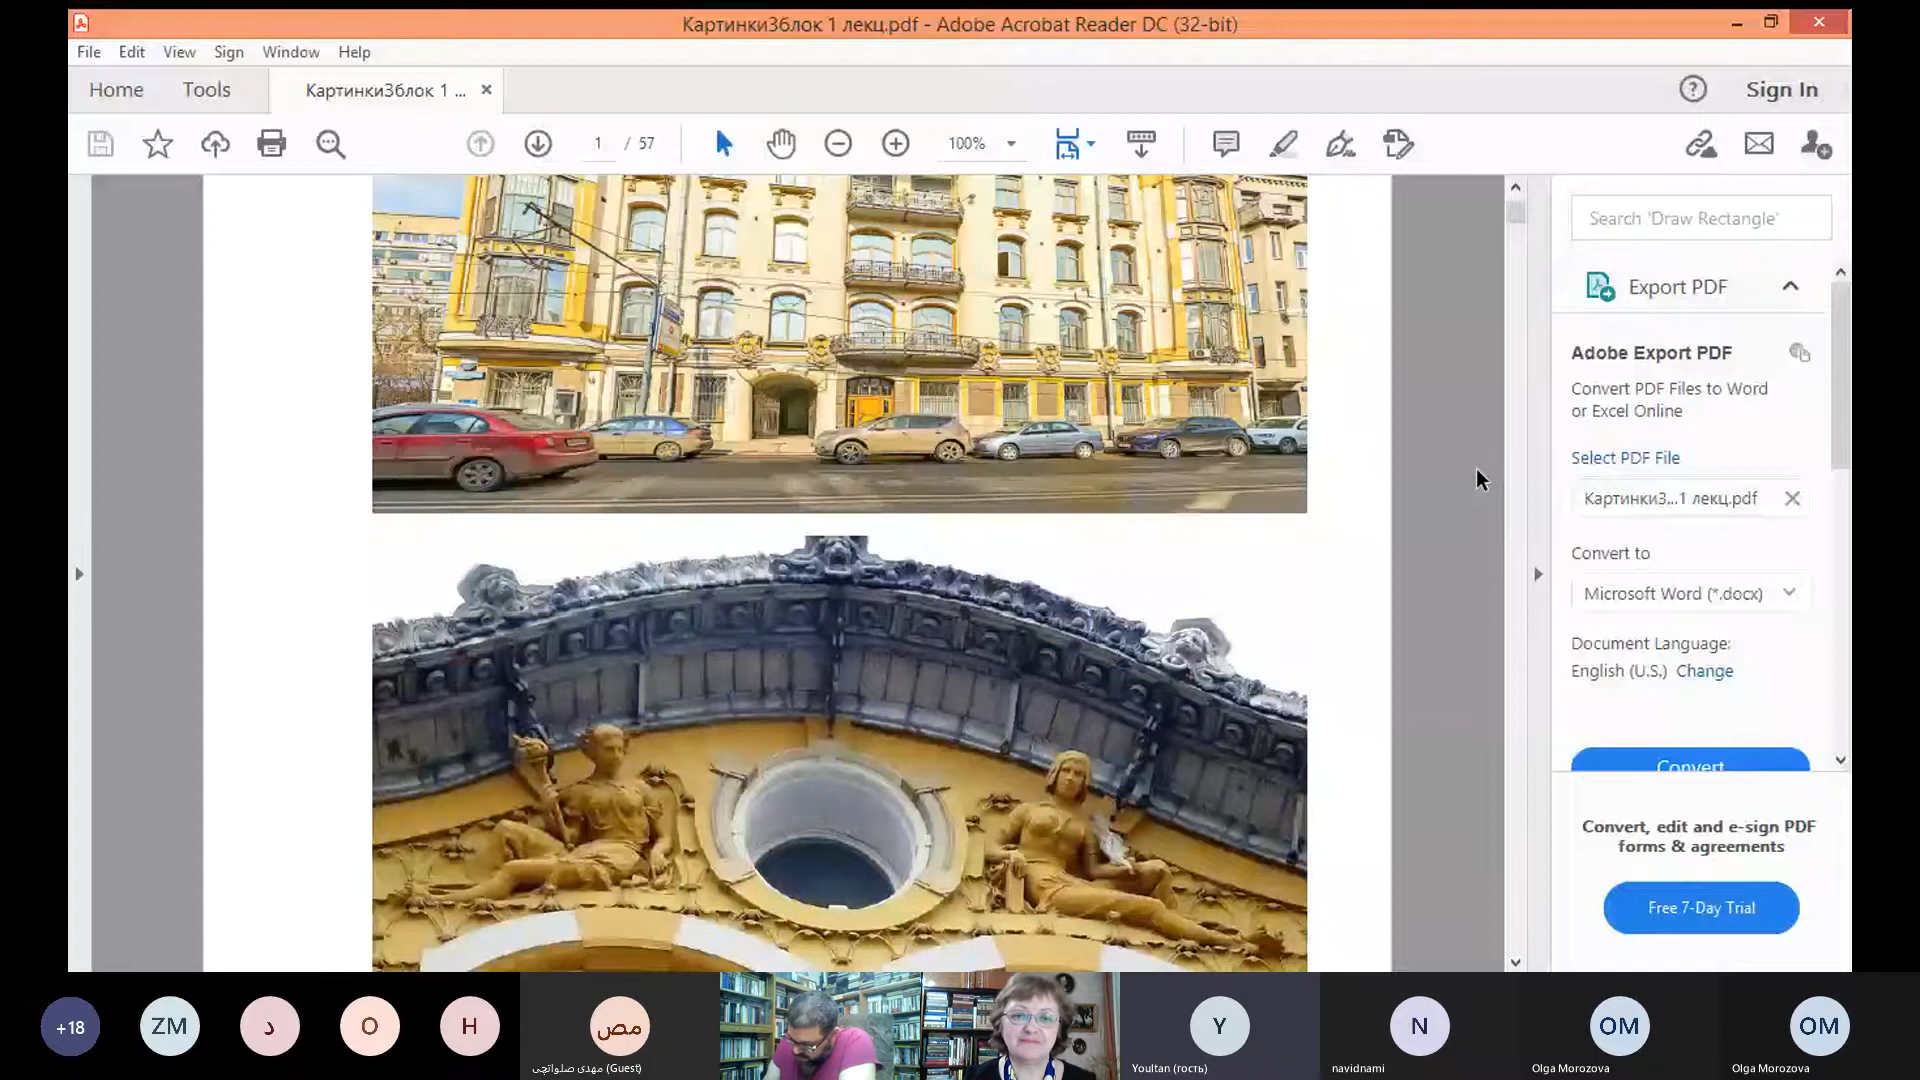 Картинки3блок 1 лекц.pdf - Adobe Acrobat Reader DC (32-bit)
File Edit View Sign Window Help
Home Tools Картинки3блок 1 ... Sign In
1 / 57 100%
Search 'Draw Rectangle'
Export PDF
Adobe Export PDF
Convert PDF Files to Word
or Excel Online
Select PDF File
Картинки3...1 лекц.pdf
Convert to
Microsoft Word (*.docx)
Document Language:
English (U.S.) Change
Convert
Convert, edit and e-sign PDF
forms & agreements
Free 7-Day Trial
+18 ZM د O H مص Y N OM OM
مهدی صلواتچی (Guest) Youltan (гость) navidnami Olga Morozova Olga Morozova